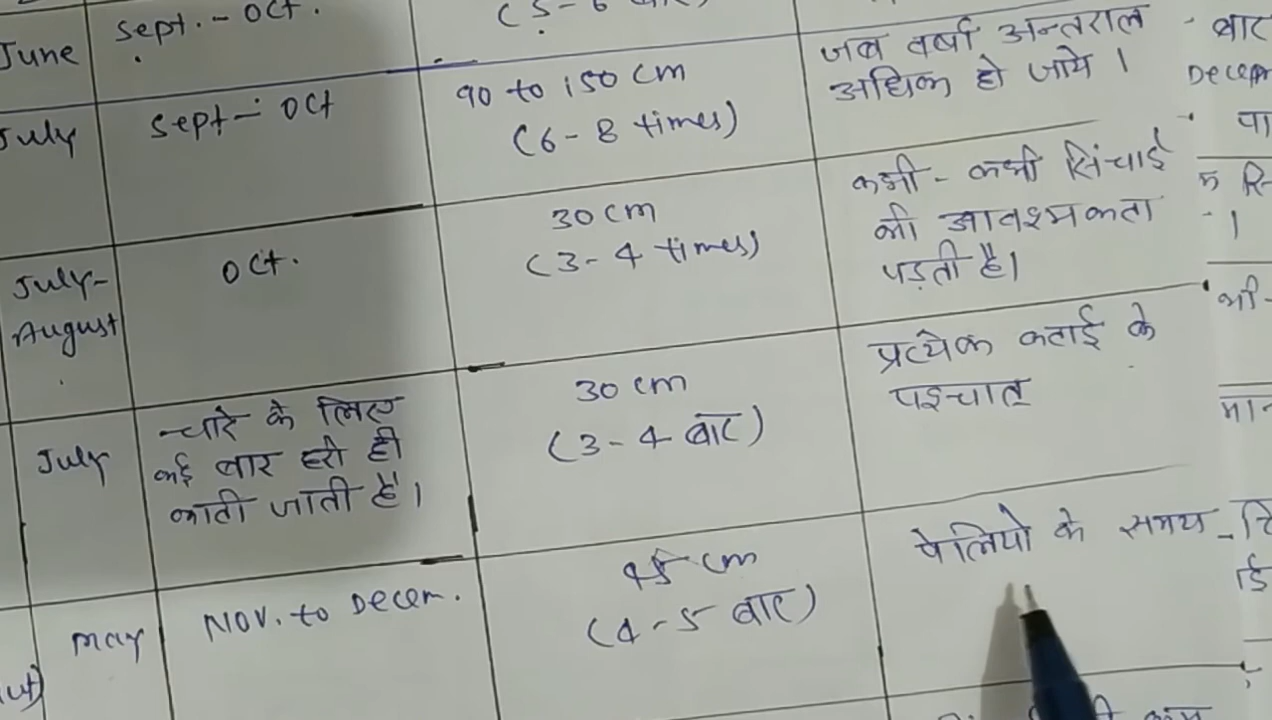 June
Sept. - Oct.
जब वर्षा अन्तराल
अधिक हो जाये ।
July
Sept - Oct
90 to 150 cm
(6-8 times)
July-
August
Oct.
30 cm
(3-4 times)
कभी - कभी सिंचाई
की आवश्यकता
पड़ती है।
July
चारे के लिए
कई बार हरी ही
काटी जाती है।
30 cm
(3-4 बार)
प्रत्येक कटाई के
पश्चात्
May
Nov. to Decem.
45 cm
(4-5 बार)
के समय